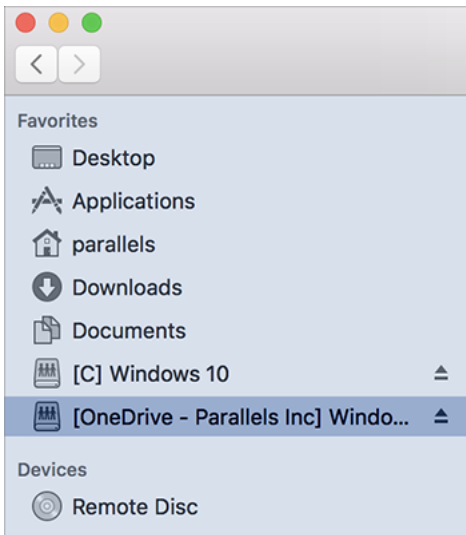 Favorites
Desktop
Applications
parallels
Downloads
Documents
[C] Windows 10
[OneDrive - Parallels Inc] Windo...
Devices
Remote Disc